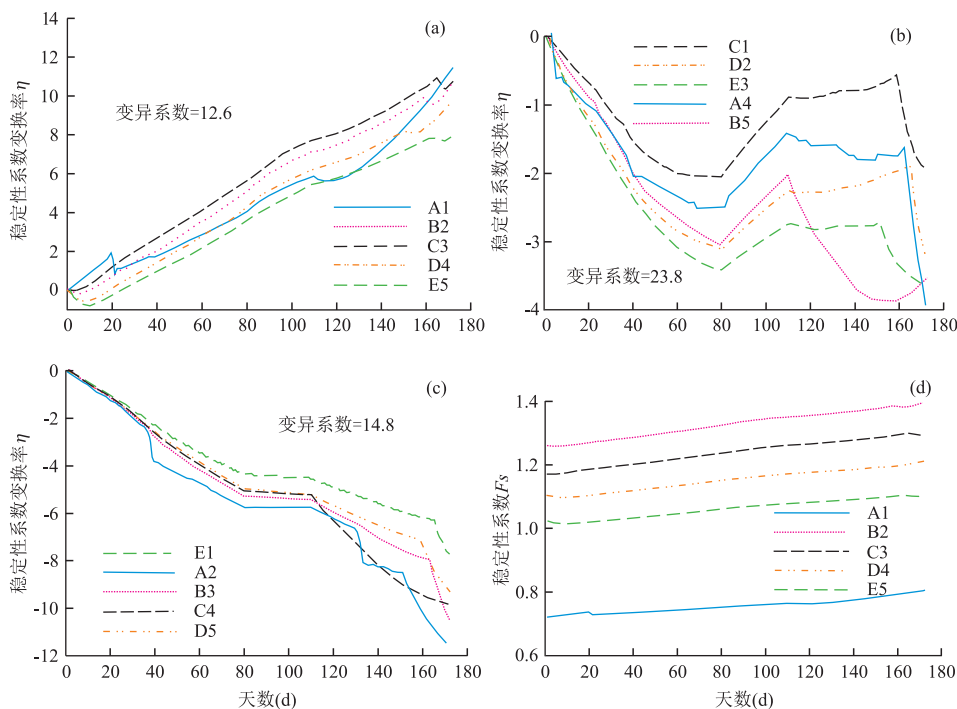 (a)
稳定性系数变换率η
14
12
10
8
6
4
2
0
变异系数=12.6
A1
B2
C3
D4
E5
0 20 40 60 80 100 120 140 160 180
(b)
稳定性系数变换率η
0
-1
-2
-3
-4
C1
D2
E3
A4
B5
变异系数=23.8
0 20 40 60 80 100 120 140 160 180
(c)
稳定性系数变换率η
0
-2
-4
-6
-8
-10
-12
变异系数=14.8
E1
A2
B3
C4
D5
0 20 40 60 80 100 120 140 160 180
天数(d)
(d)
稳定性系数Fs
1.4
1.2
1.0
0.8
0.6
A1
B2
C3
D4
E5
0 20 40 60 80 100 120 140 160 180
天数(d)